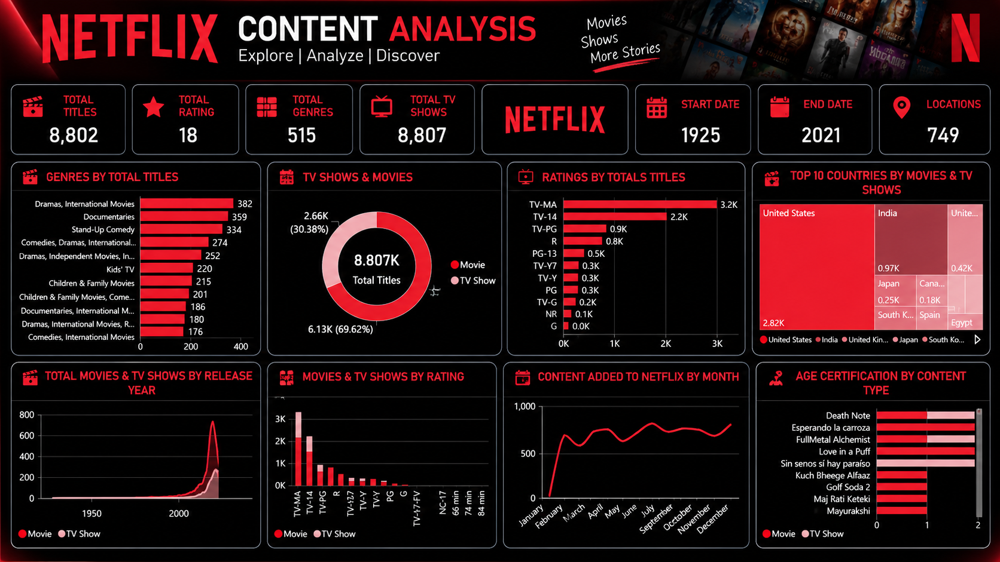 NETFLIX
CONTENT ANALYSIS
Explore | Analyze | Discover
Movies
Shows
More Stories
N
TOTAL
TITLES
8,802
TOTAL
RATING
18
TOTAL
GENRES
515
TOTAL TV
SHOWS
8,807
NETFLIX
START DATE
1925
END DATE
2021
LOCATIONS
749
GENRES BY TOTAL TITLES
Dramas, International Movies 382
Documentaries 359
Stand-Up Comedy 334
Comedies, Dramas, International... 274
Dramas, Independent Movies, In... 252
Kids' TV 220
Children & Family Movies 215
Children & Family Movies, Come... 201
Documentaries, International M... 186
Dramas, International Movies, R... 180
Comedies, International Movies 176
0 200 400
TV SHOWS & MOVIES
2.66K
(30.38%)
8.807K
Total Titles
6.13K (69.62%)
Movie
TV Show
RATINGS BY TOTALS TITLES
TV-MA 3.2K
TV-14 2.2K
TV-PG 0.9K
R 0.8K
PG-13 0.5K
TV-Y7 0.3K
TV-Y 0.3K
PG 0.3K
TV-G 0.2K
NR 0.1K
G 0.0K
0K 1K 2K 3K
TOP 10 COUNTRIES BY MOVIES & TV
SHOWS
United States
2.82K
India
0.97K
Unite...
0.42K
Japan
0.25K
Cana...
0.18K
South K...
Spain
Egypt
United States India United Kin... Japan South Ko...
TOTAL MOVIES & TV SHOWS BY RELEASE
YEAR
800
600
400
200
0
1950 2000
Movie TV Show
MOVIES & TV SHOWS BY RATING
3K
2K
1K
0K
TV-MA
TV-14
TV-PG
R
TV-Y
TV-Y
PG
G
NC-17
66 min
74 min
84 min
Movie TV Show
CONTENT ADDED TO NETFLIX BY MONTH
1,000
500
0
January
February
March
April
May
June
July
September
October
November
December
AGE CERTIFICATION BY CONTENT
TYPE
Death Note
Esperando la carroza
FullMetal Alchemist
Love in a Puff
Sin senos sí hay paraíso
Kuch Bheege Alfaaz
Golf Soda 2
Maj Rati Keteki
Mayurakshi
0 1 2
Movie TV Show